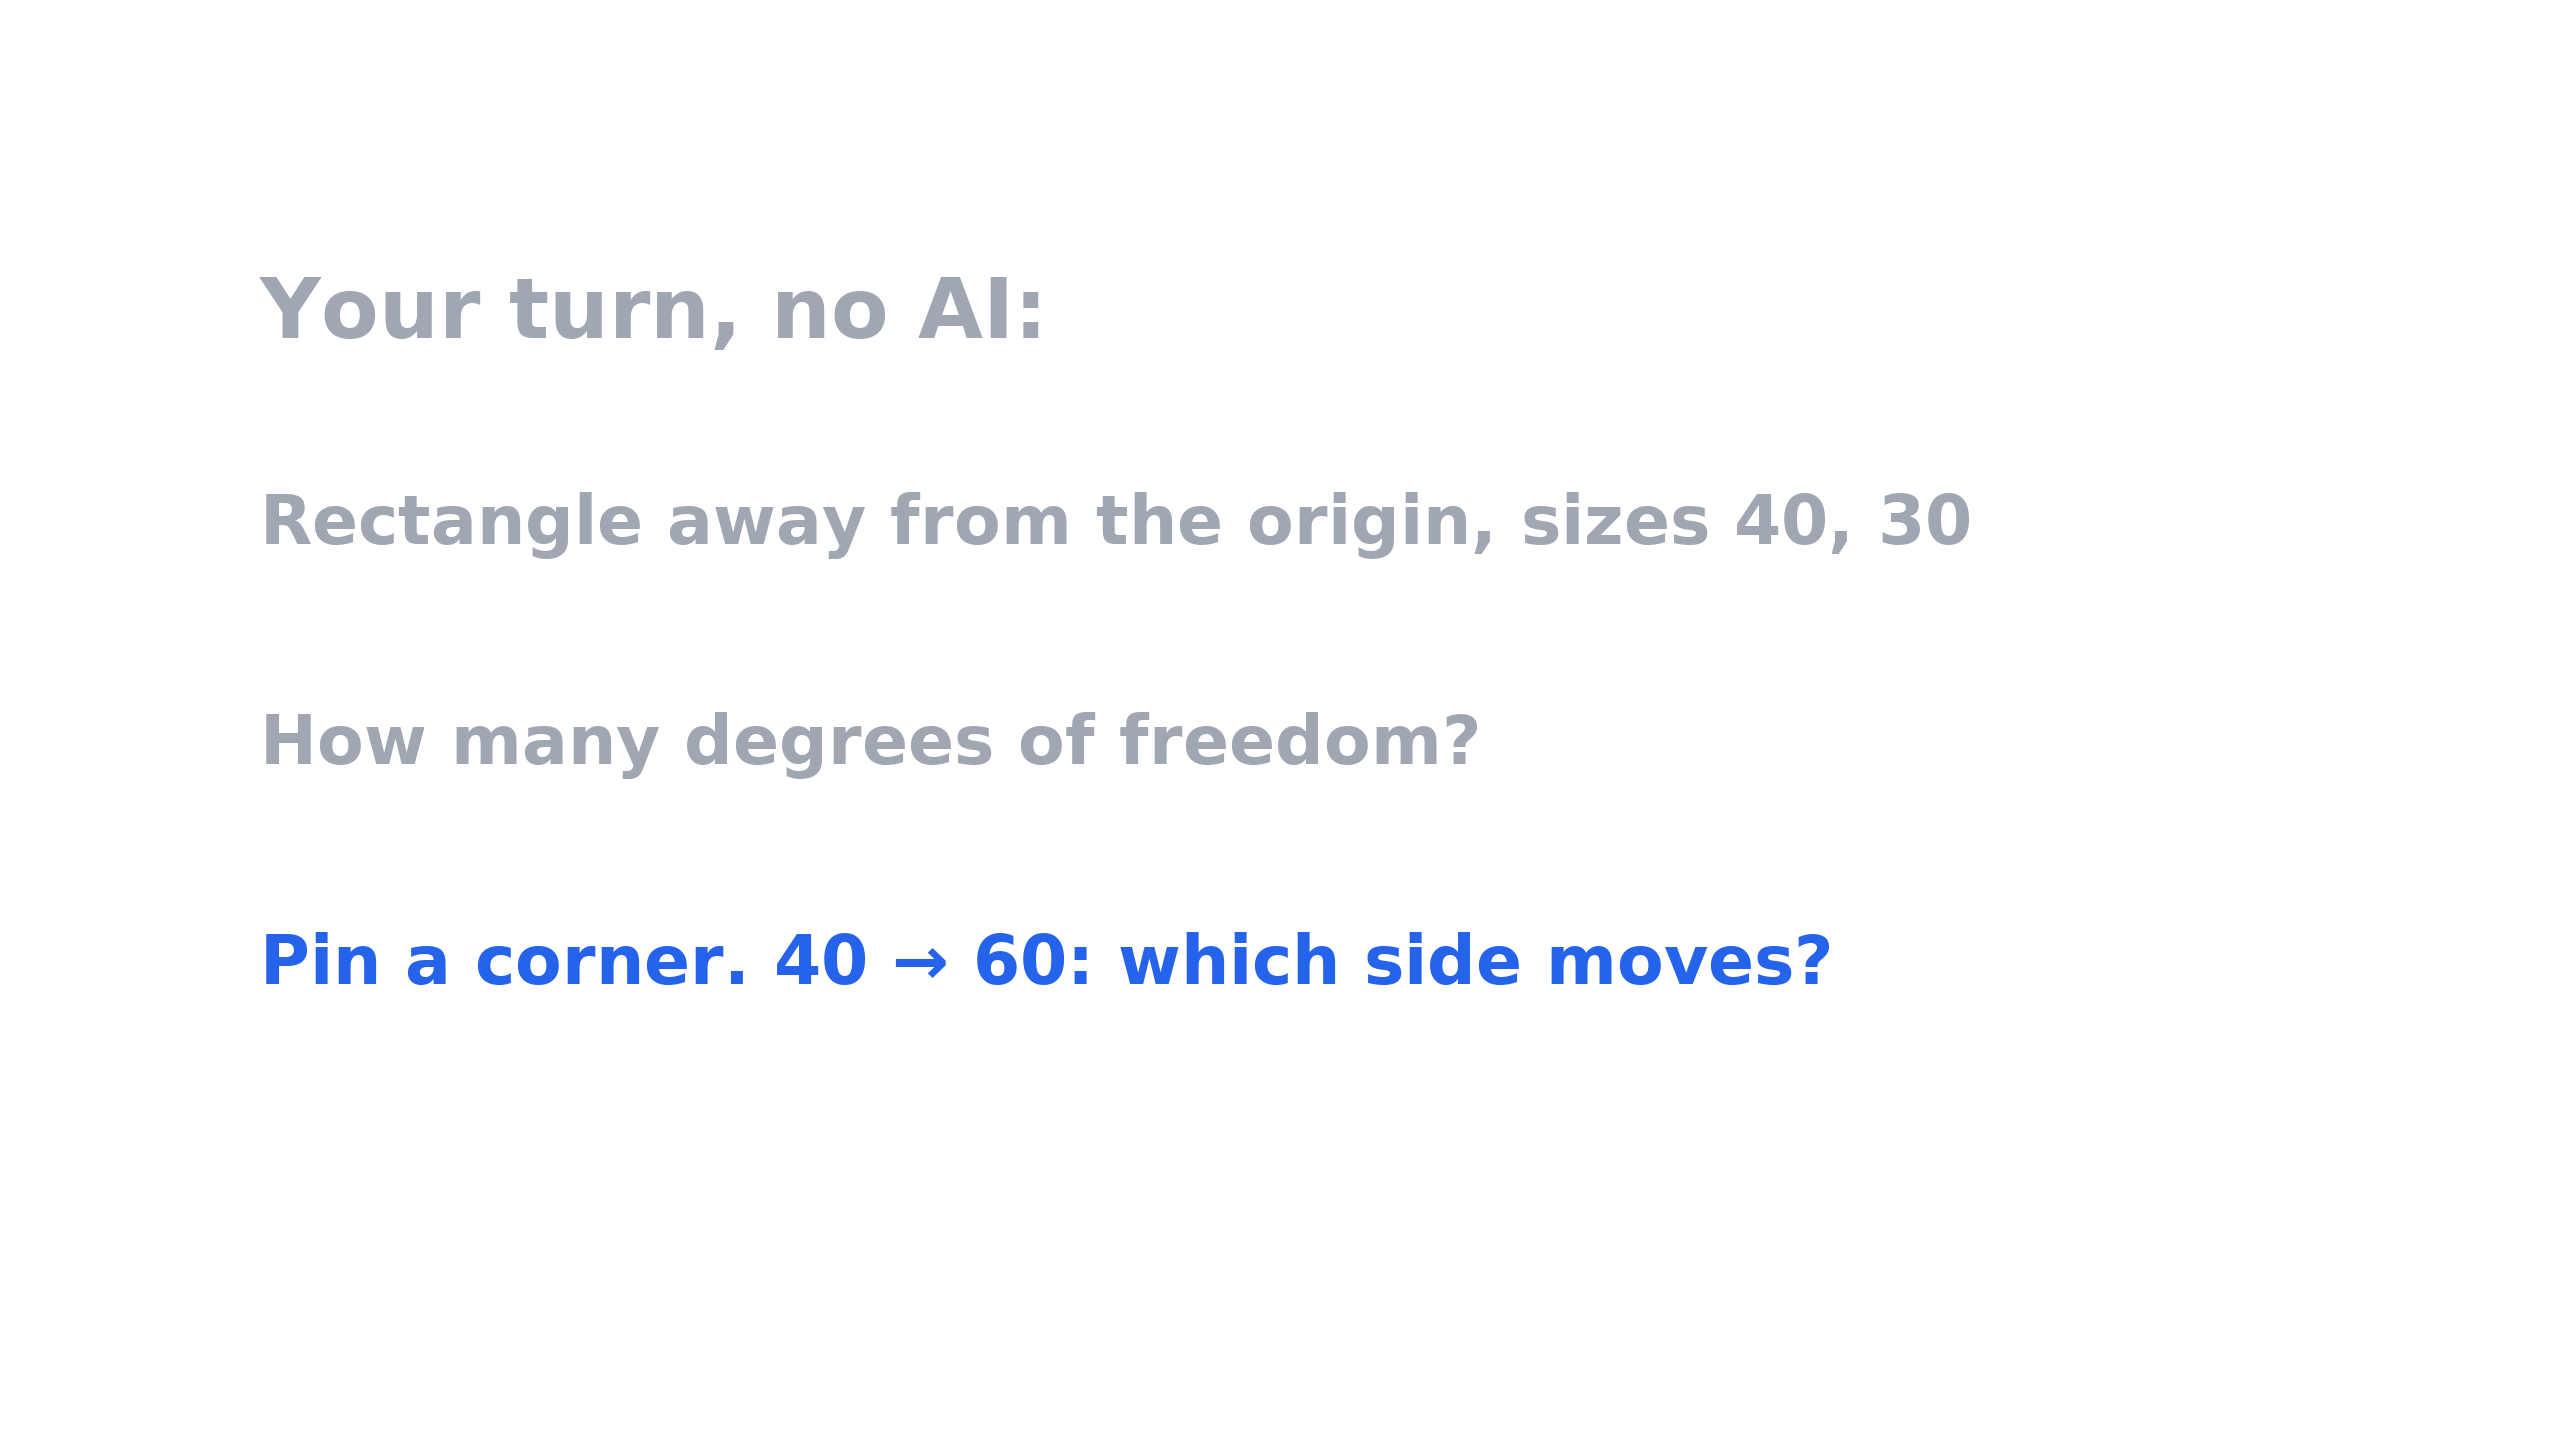 Your turn, no AI:
Rectangle away from the origin, sizes 40, 30
How many degrees of freedom?
Pin a corner. 40 → 60: which side moves?